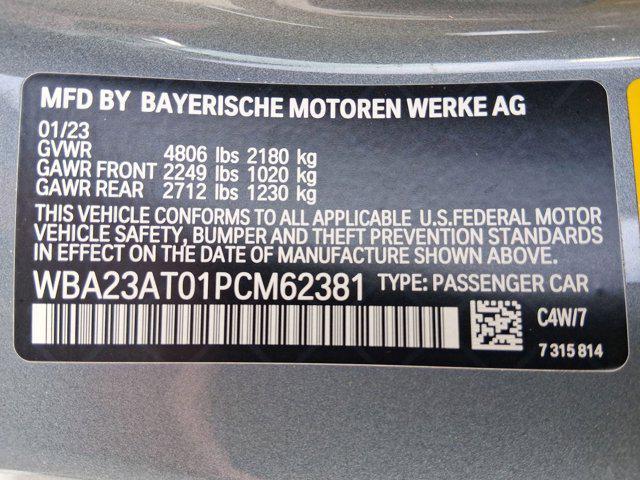 MFD BY BAYERISCHE MOTOREN WERKE AG
01/23
GVWR 4806 lbs 2180 kg
GAWR FRONT 2249 lbs 1020 kg
GAWR REAR 2712 lbs 1230 kg
THIS VEHICLE CONFORMS TO ALL APPLICABLE U.S.FEDERAL MOTOR
VEHICLE SAFETY, BUMPER AND THEFT PREVENTION STANDARDS
IN EFFECT ON THE DATE OF MANUFACTURE SHOWN ABOVE.
WBA23AT01PCM62381 TYPE: PASSENGER CAR
C4W/7
7 315 814